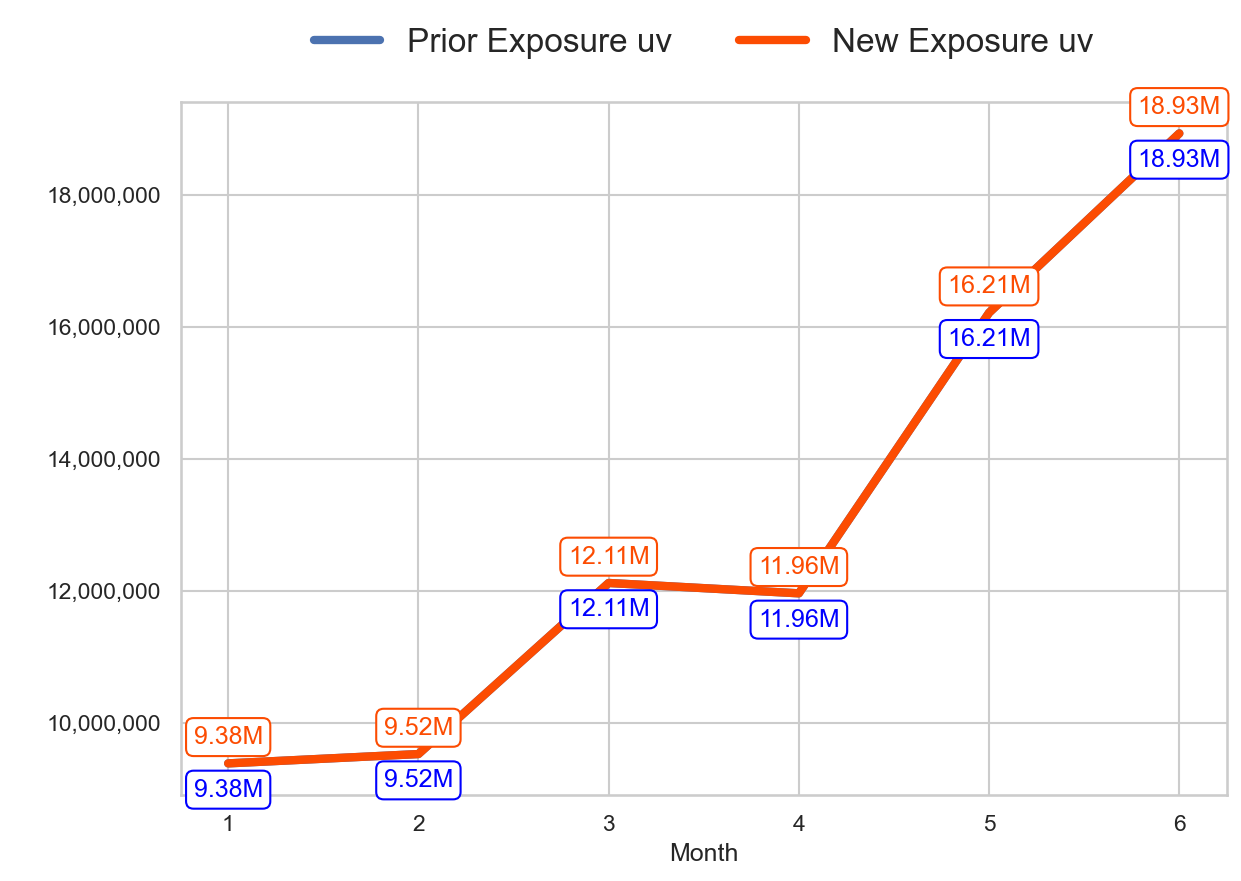 Prior Exposure uv New Exposure uv
18.93M
18,000,000 18.93M
16.21M
16,000,000 16.21M
14,000,000
12.11M 11.96M
12,000,000 12.11M 11.96M
10,000,000 9.38M 9.52M
9.38M 9.52M
1 2 3 4 5 6
Month